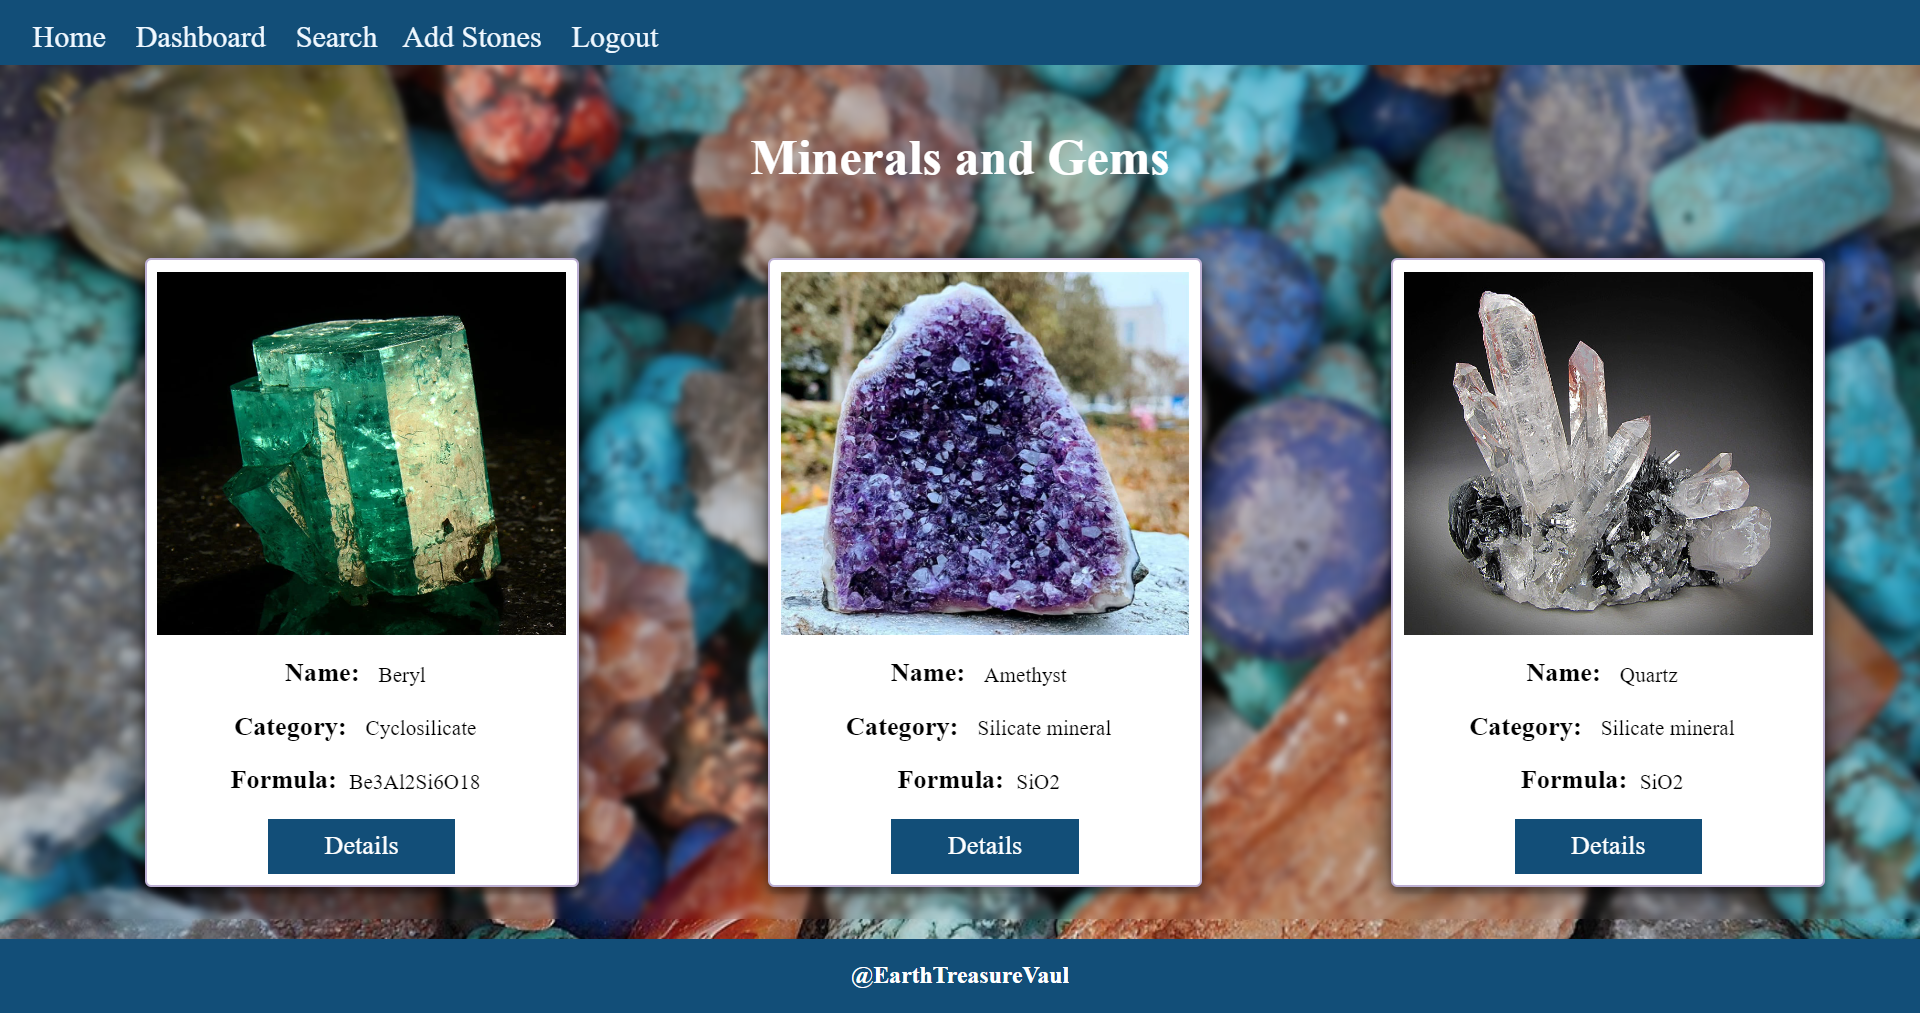 Home Dashboard Search Add Stones Logout
Minerals and Gems
Name: Beryl
Category: Cyclosilicate
Formula: Be3Al2Si6O18
Details
Name: Amethyst
Category: Silicate mineral
Formula: SiO2
Details
Name: Quartz
Category: Silicate mineral
Formula: SiO2
Details
@EarthTreasureVaul